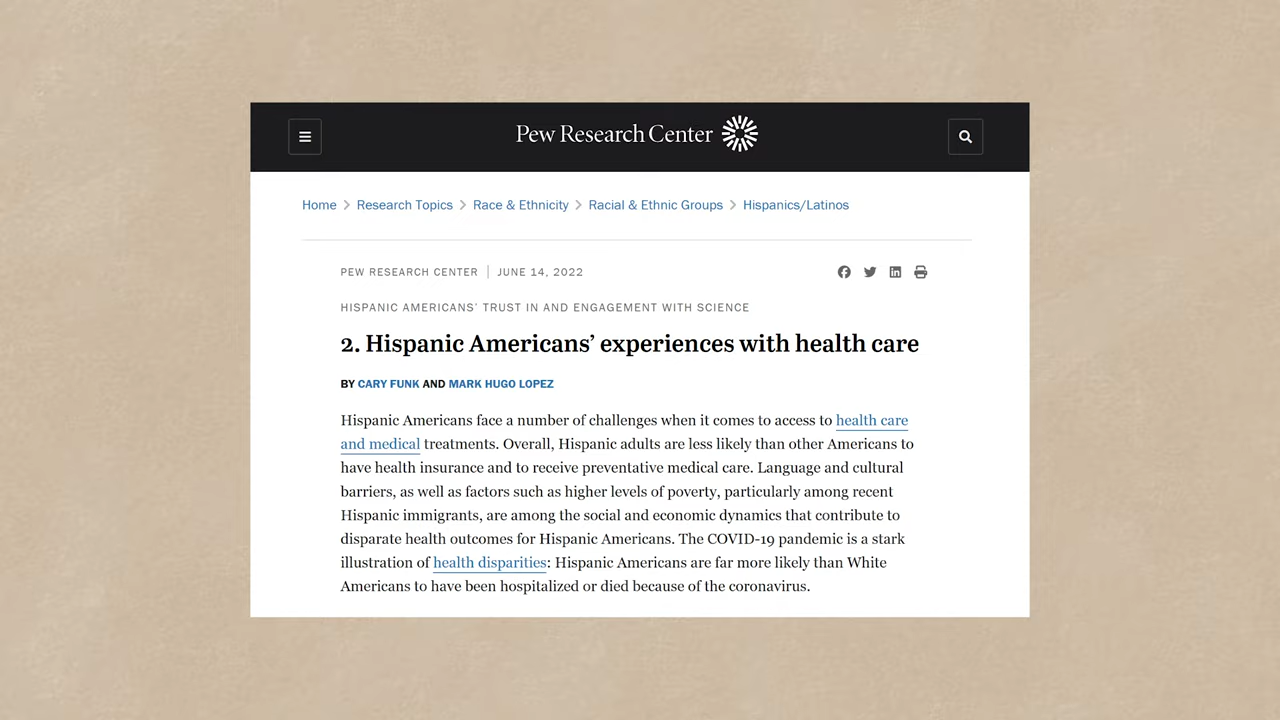 Pew Research Center
Home > Research Topics > Race & Ethnicity > Racial & Ethnic Groups > Hispanics/Latinos
PEW RESEARCH CENTER | JUNE 14, 2022
HISPANIC AMERICANS' TRUST IN AND ENGAGEMENT WITH SCIENCE
2. Hispanic Americans’ experiences with health care
BY CARY FUNK AND MARK HUGO LOPEZ
Hispanic Americans face a number of challenges when it comes to access to health care
and medical treatments. Overall, Hispanic adults are less likely than other Americans to
have health insurance and to receive preventative medical care. Language and cultural
barriers, as well as factors such as higher levels of poverty, particularly among recent
Hispanic immigrants, are among the social and economic dynamics that contribute to
disparate health outcomes for Hispanic Americans. The COVID-19 pandemic is a stark
illustration of health disparities: Hispanic Americans are far more likely than White
Americans to have been hospitalized or died because of the coronavirus.